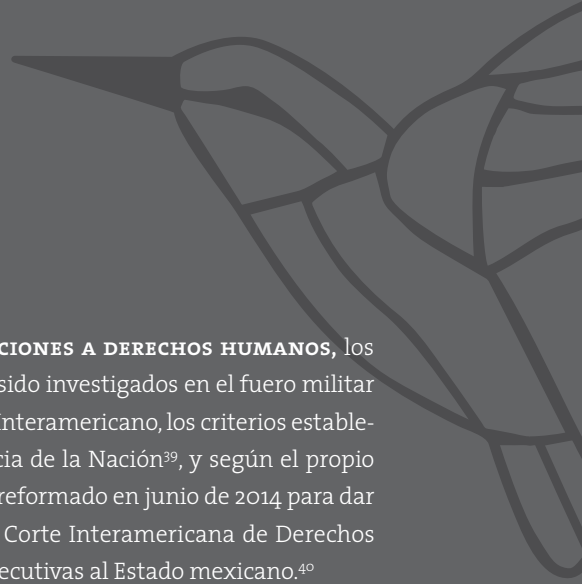 CIONES A DERECHOS HUMANOS, los
sido investigados en el fuero militar
nteramericano, los criterios estable-
cia de la Nación³⁹, y según el propio
reformado en junio de 2014 para dar
Corte Interamericana de Derechos
ecutivas al Estado mexicano.⁴⁰